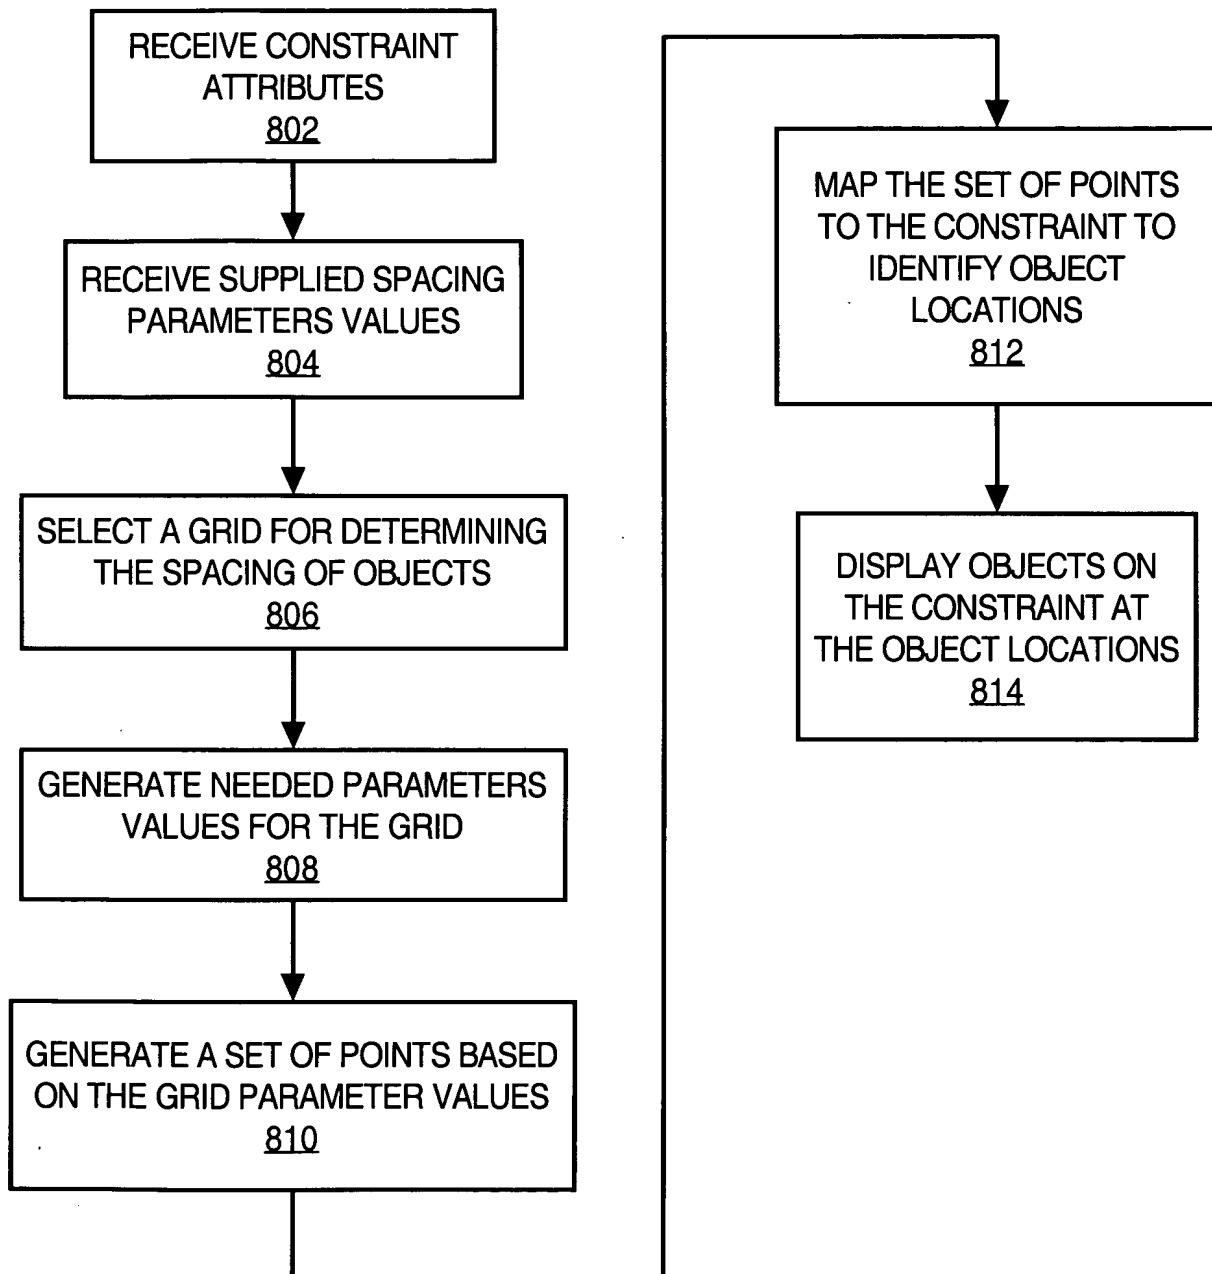 RECEIVE CONSTRAINT
ATTRIBUTES
802
RECEIVE SUPPLIED SPACING
PARAMETERS VALUES
804
SELECT A GRID FOR DETERMINING
THE SPACING OF OBJECTS
806
GENERATE NEEDED PARAMETERS
VALUES FOR THE GRID
808
GENERATE A SET OF POINTS BASED
ON THE GRID PARAMETER VALUES
810
MAP THE SET OF POINTS
TO THE CONSTRAINT TO
IDENTIFY OBJECT
LOCATIONS
812
DISPLAY OBJECTS ON
THE CONSTRAINT AT
THE OBJECT LOCATIONS
814